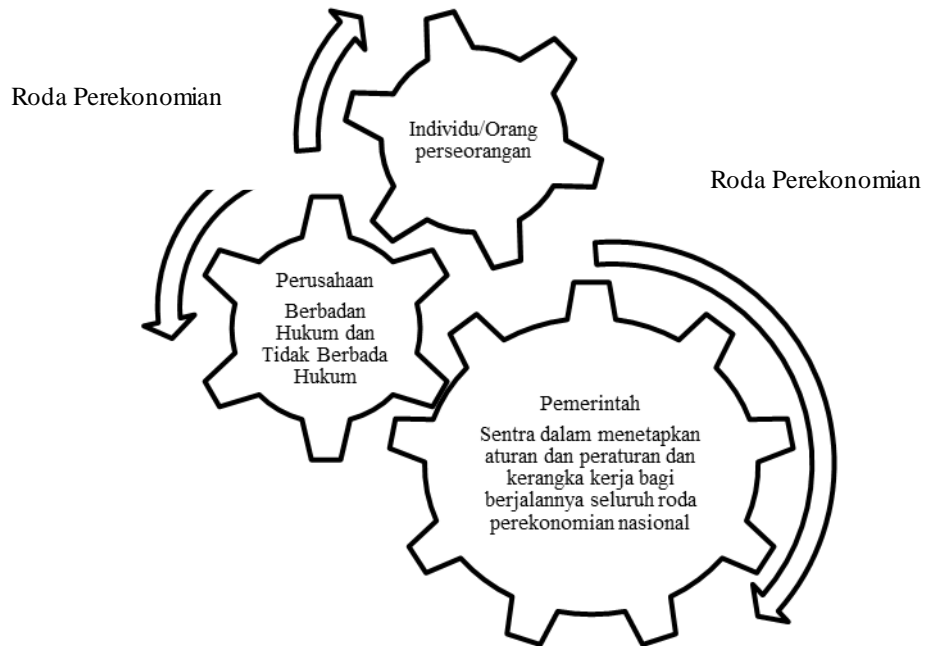 Roda Perekonomian
Individu/Orang
perseorangan
Roda Perekonomian
Perusahaan
Berbadan
Hukum dan
Tidak Berbada
Hukum
Pemerintah
Sentra dalam menetapkan
aturan dan peraturan dan
kerangka kerja bagi
berjalannya seluruh roda
perekonomian nasional